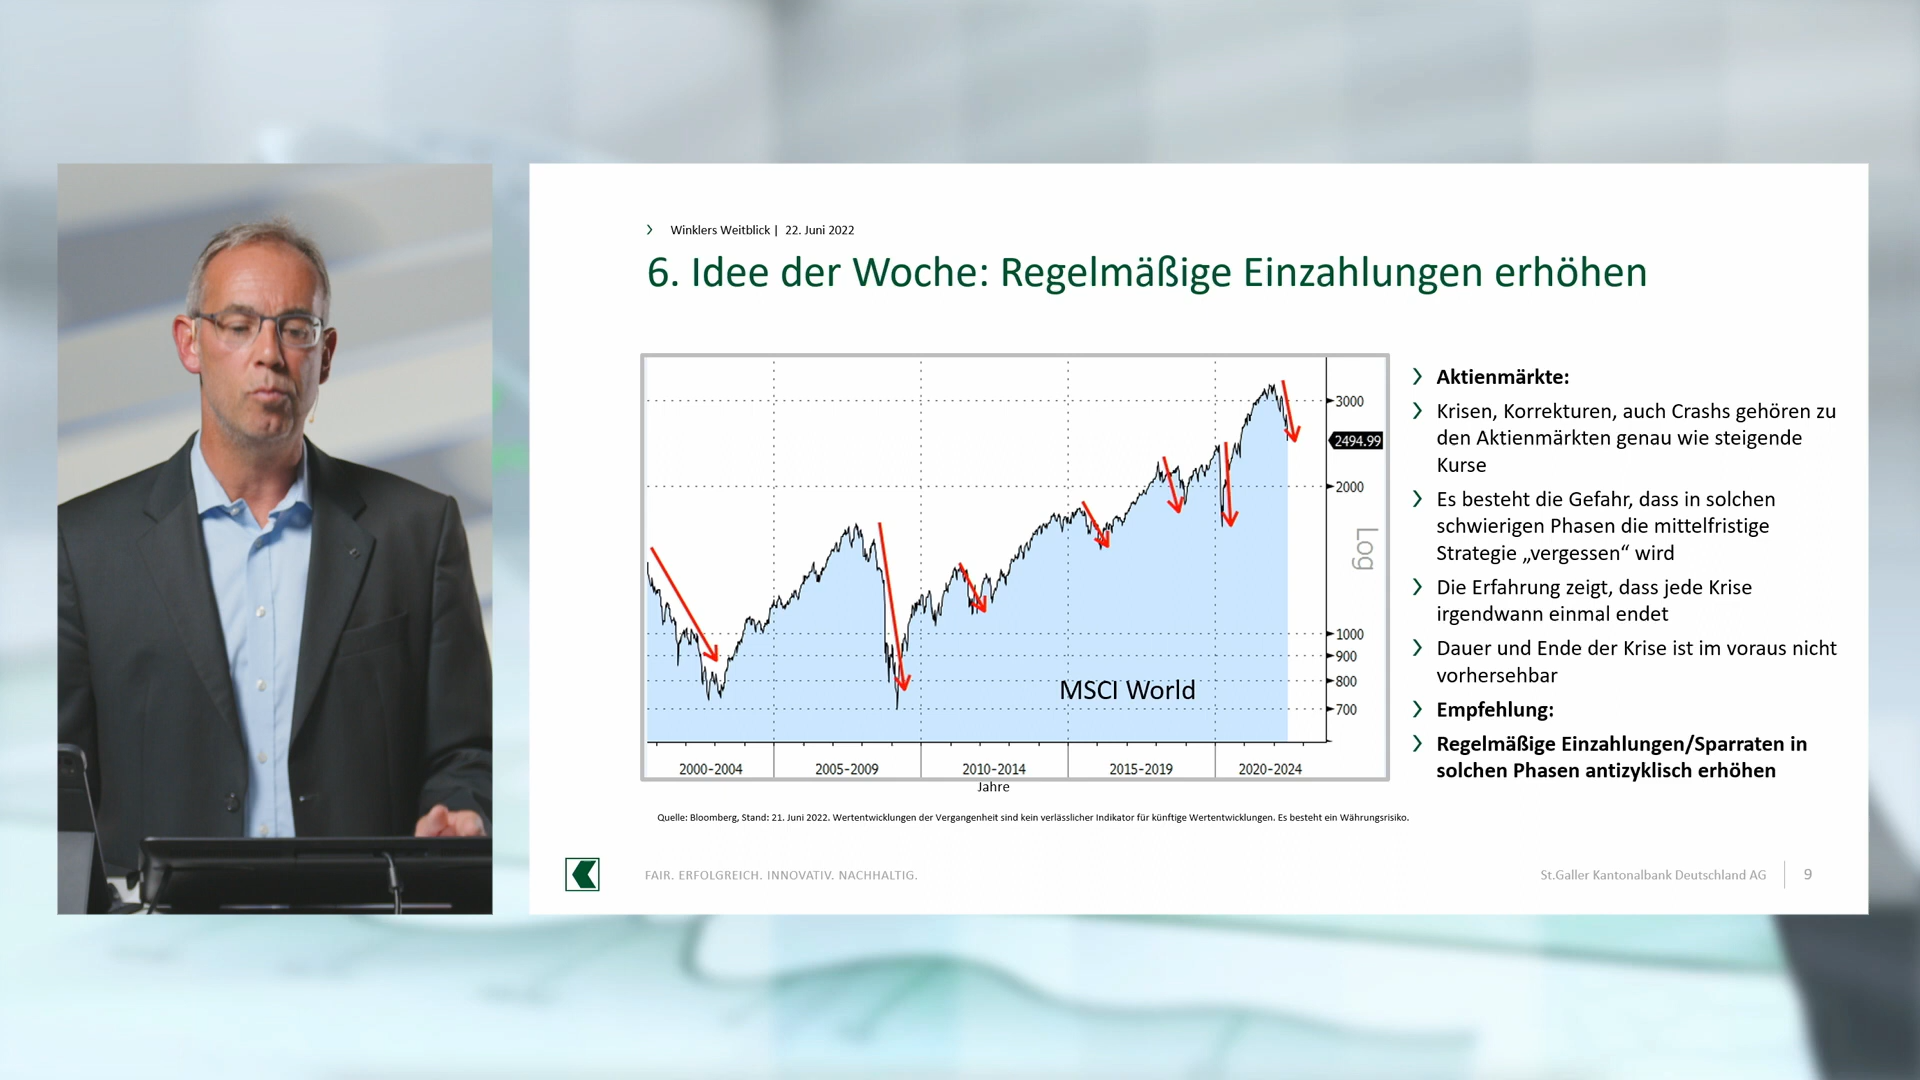 Winklers Weitblick | 22. Juni 2022
6. Idee der Woche: Regelmäßige Einzahlungen erhöhen
3000
2494.99
2000
Log
1000
900
800
700
MSCI World
2000-2004
2005-2009
2010-2014
2015-2019
2020-2024
Jahre
Aktienmärkte:
Krisen, Korrekturen, auch Crashs gehören zu
den Aktienmärkten genau wie steigende
Kurse
Es besteht die Gefahr, dass in solchen
schwierigen Phasen die mittelfristige
Strategie „vergessen“ wird
Die Erfahrung zeigt, dass jede Krise
irgendwann einmal endet
Dauer und Ende der Krise ist im voraus nicht
vorhersehbar
Empfehlung:
Regelmäßige Einzahlungen/Sparraten in
solchen Phasen antizyklisch erhöhen
Quelle: Bloomberg, Stand: 21. Juni 2022. Wertentwicklungen der Vergangenheit sind kein verlässlicher Indikator für künftige Wertentwicklungen. Es besteht ein Währungsrisiko.
FAIR. ERFOLGREICH. INNOVATIV. NACHHALTIG.
St.Galler Kantonalbank Deutschland AG
9